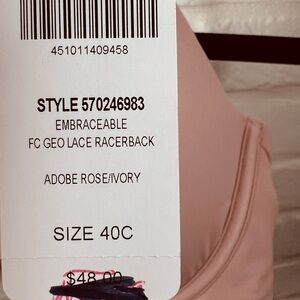 451011409458
STYLE 570246983
EMBRACEABLE
FC GEO LACE RACERBACK
ADOBE ROSE/IVORY
SIZE 40C
$48.00